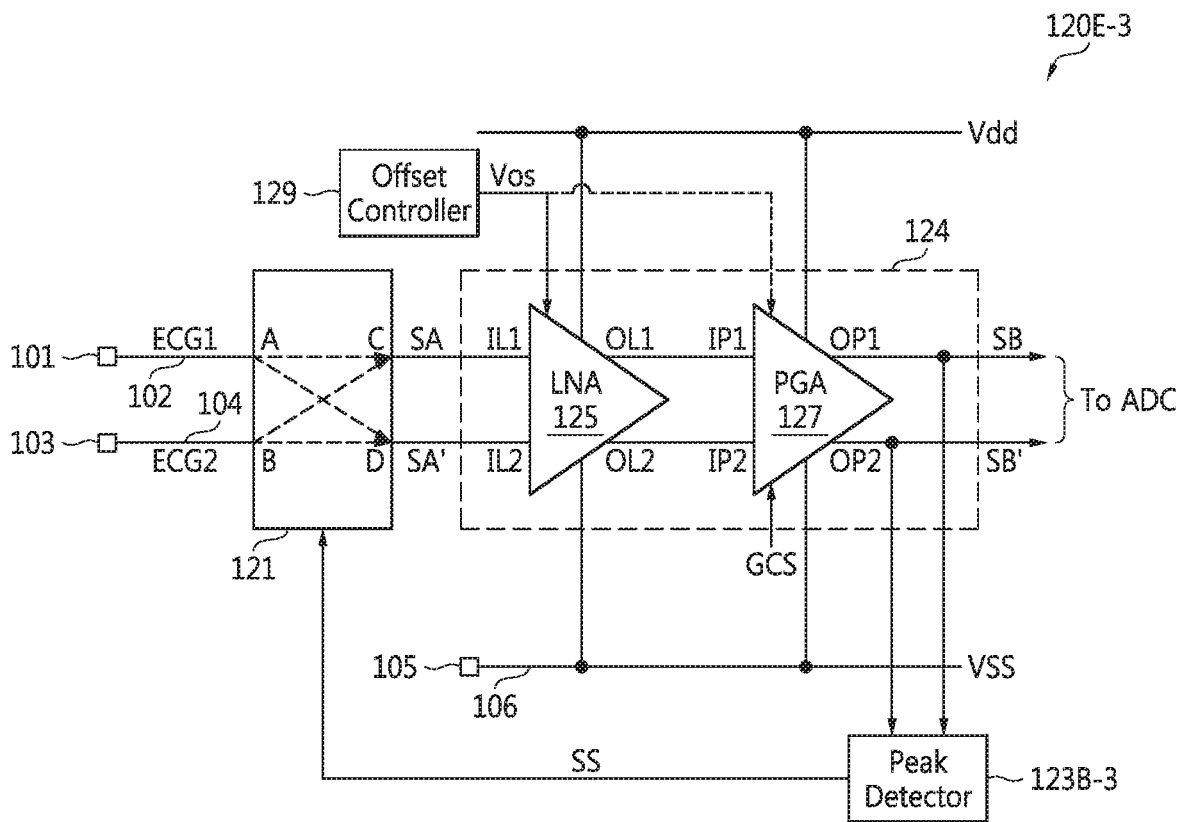 120E-3
Vdd
Offset
Controller
129
Vos
124
ECG1
A
C
SA
IL1
OL1
IP1
OP1
SB
101
102
LNA
125
PGA
127
To ADC
103
104
ECG2
B
D
SA'
IL2
OL2
IP2
OP2
SB'
121
GCS
105
106
VSS
SS
Peak
Detector
123B-3